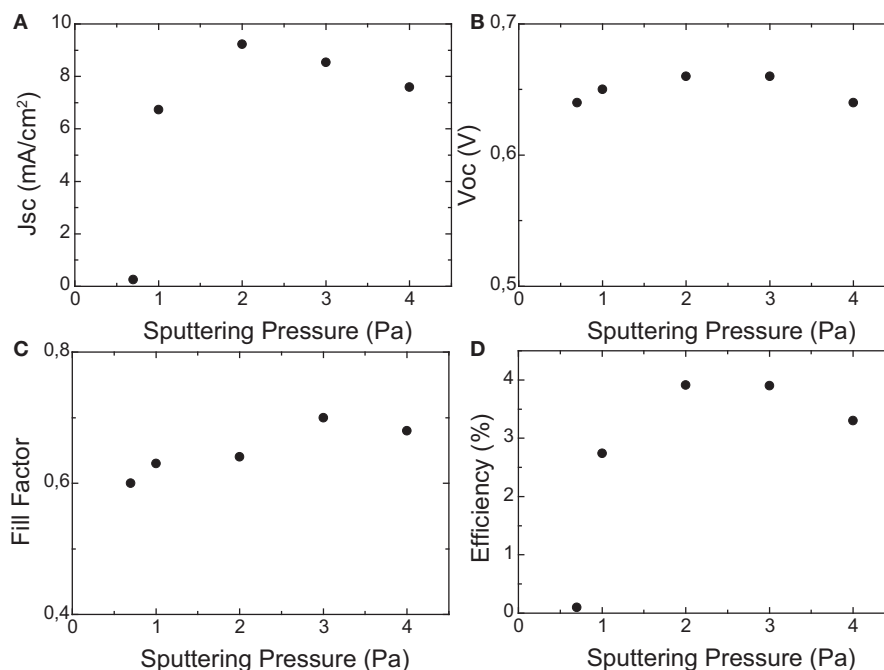 A
10
8
6
4
2
0
Jsc (mA/cm²)
0 1 2 3 4
Sputtering Pressure (Pa)
B
0,7
0,6
0,5
Voc (V)
0 1 2 3 4
Sputtering Pressure (Pa)
C
0,8
0,6
0,4
Fill Factor
0 1 2 3 4
Sputtering Pressure (Pa)
D
4
3
2
1
0
Efficiency (%)
0 1 2 3 4
Sputtering Pressure (Pa)